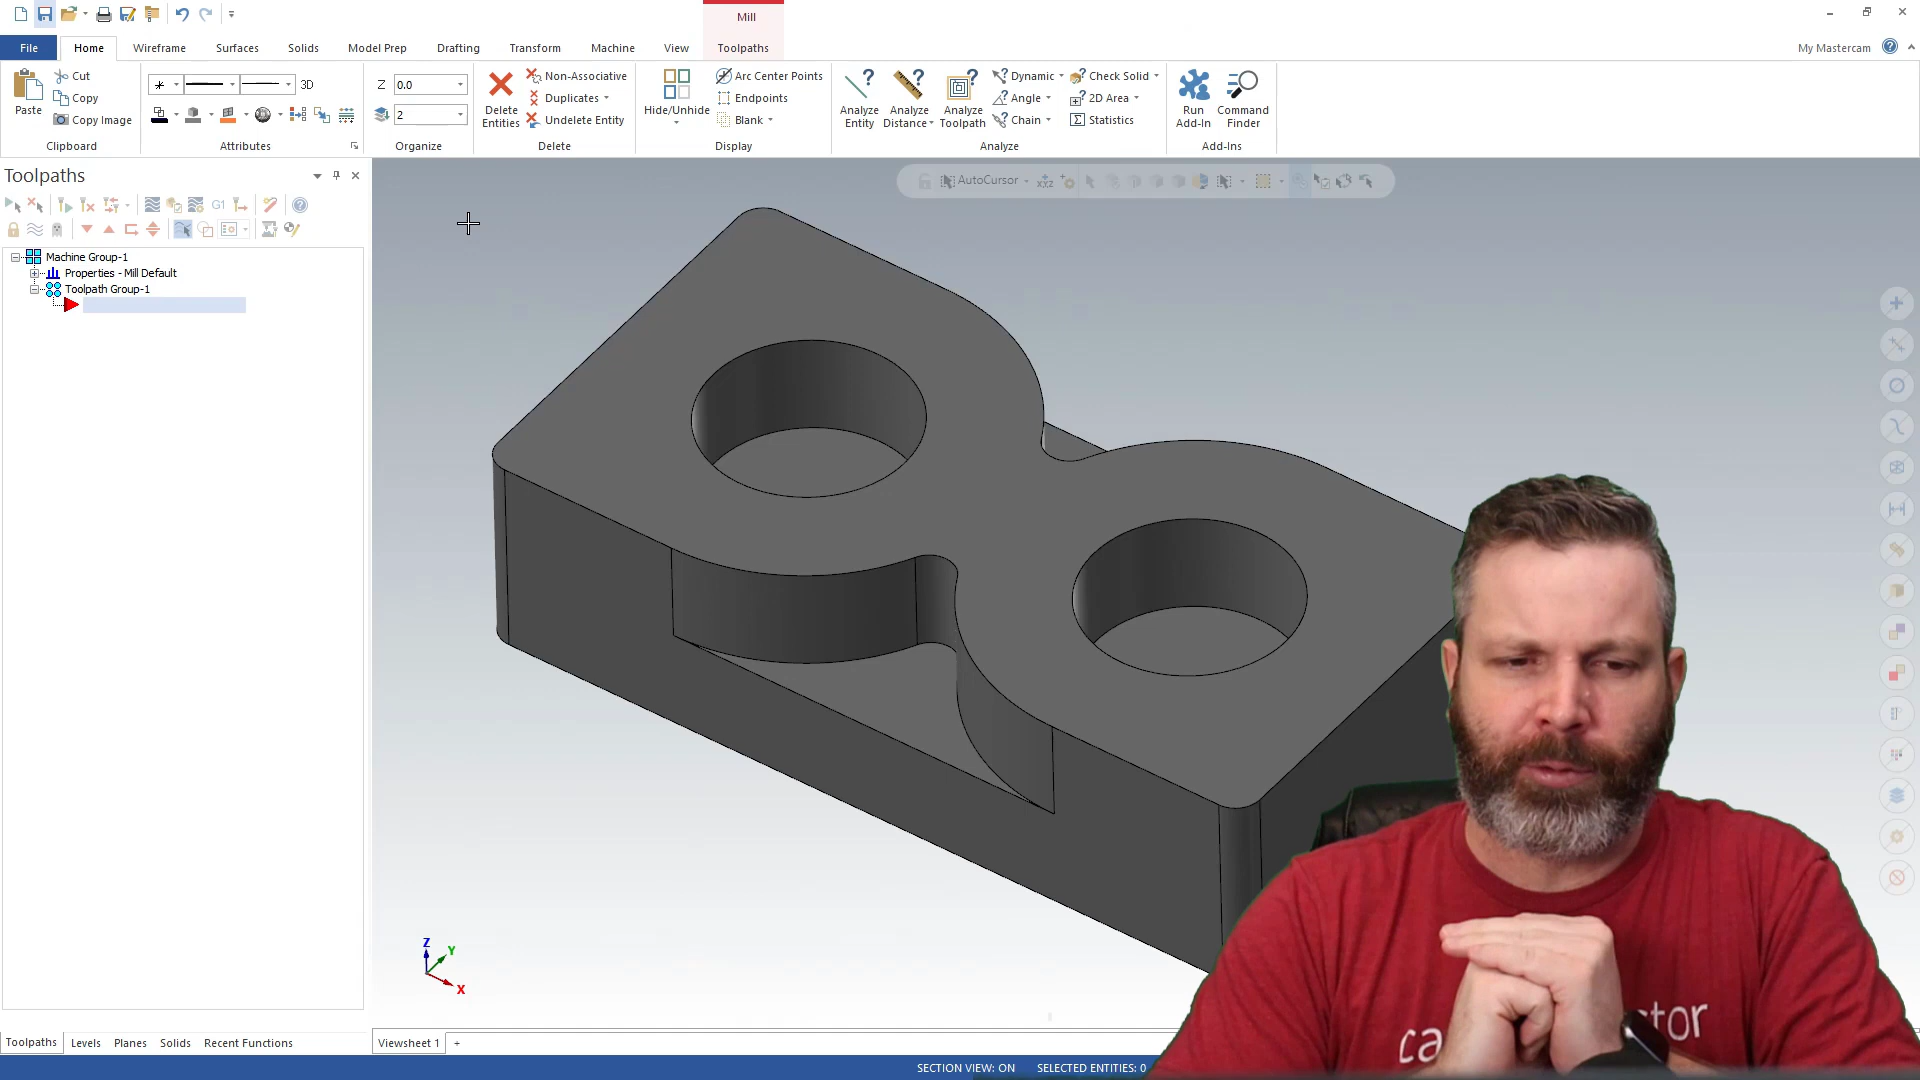 Mill
File Home Wireframe Surfaces Solids Model Prep Drafting Transform Machine View Toolpaths My Mastercam
Paste
Cut
Copy
Copy Image
Clipboard
3D
Attributes
Z 0.0
2
Organize
Delete
Entities
Non-Associative
Duplicates
Undelete Entity
Delete
Hide/Unhide
Arc Center Points
Endpoints
Blank
Display
Analyze
Entity
Analyze
Distance
Analyze
Toolpath
Dynamic
Angle
Chain
Check Solid
2D Area
Statistics
Analyze
Run
Add-In
Command
Finder
Add-Ins
Toolpaths
G1
Machine Group-1
Properties - Mill Default
Toolpath Group-1
AutoCursor
Z
Y
X
Toolpaths Levels Planes Solids Recent Functions
Viewsheet 1 +
SECTION VIEW: ON SELECTED ENTITIES: 0